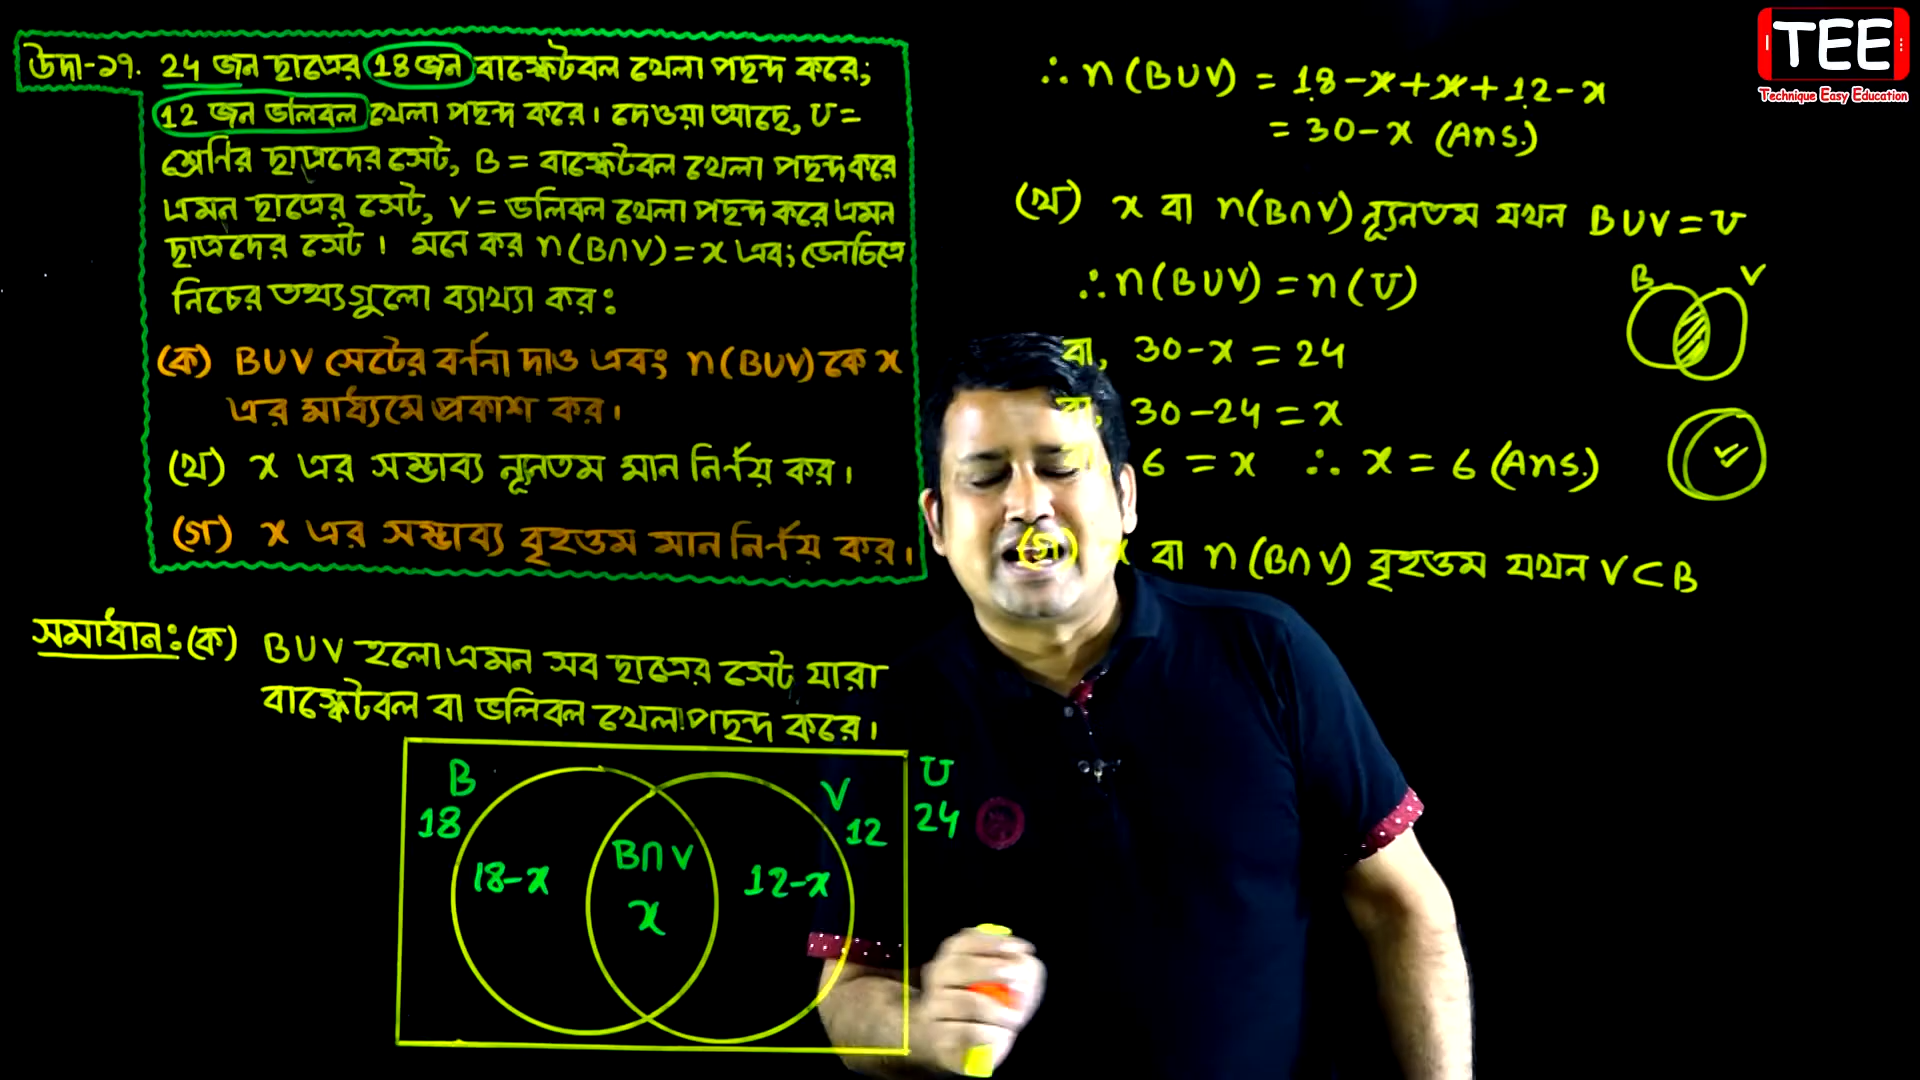 উদা-১৭. 24 জন ছাত্রের 18 জন বাস্কেটবল খেলা পছন্দ করে;
12 জন ভলিবল খেলা পছন্দ করে। দেওয়া আছে, U =
শ্রেণির ছাত্রদের সেট, B = বাস্কেটবল খেলা পছন্দ করে
এমন ছাত্রের সেট, V = ভলিবল খেলা পছন্দ করে এমন
ছাত্রদের সেট। মনে কর n(B∩V) = x এবং ভেনচিত্রে
নিচের তথ্যগুলো ব্যাখ্যা কর:
(ক) B∪V সেটের বর্ণনা দাও এবং n(B∪V) কে x
এর মাধ্যমে প্রকাশ কর।
(খ) x এর সম্ভাব্য ন্যূনতম মান নির্ণয় কর।
(গ) x এর সম্ভাব্য বৃহত্তম মান নির্ণয় কর।
সমাধান: (ক) B∪V হলো এমন সব ছাত্রের সেট যারা
বাস্কেটবল বা ভলিবল খেলা পছন্দ করে।
B
V
U
18
12
24
B∩V
18-x
x
12-x
∴ n(B∪V) = 18-x+x+12-x
= 30-x (Ans.)
(খ) x বা n(B∩V) ন্যূনতম যখন B∪V = U
∴ n(B∪V) = n(U)
B
V
বা, 30-x = 24
বা, 30-24 = x
6 = x ∴ x = 6 (Ans.)
(গ) x বা n(B∩V) বৃহত্তম যখন V⊂B
TEE
Technique Easy Education